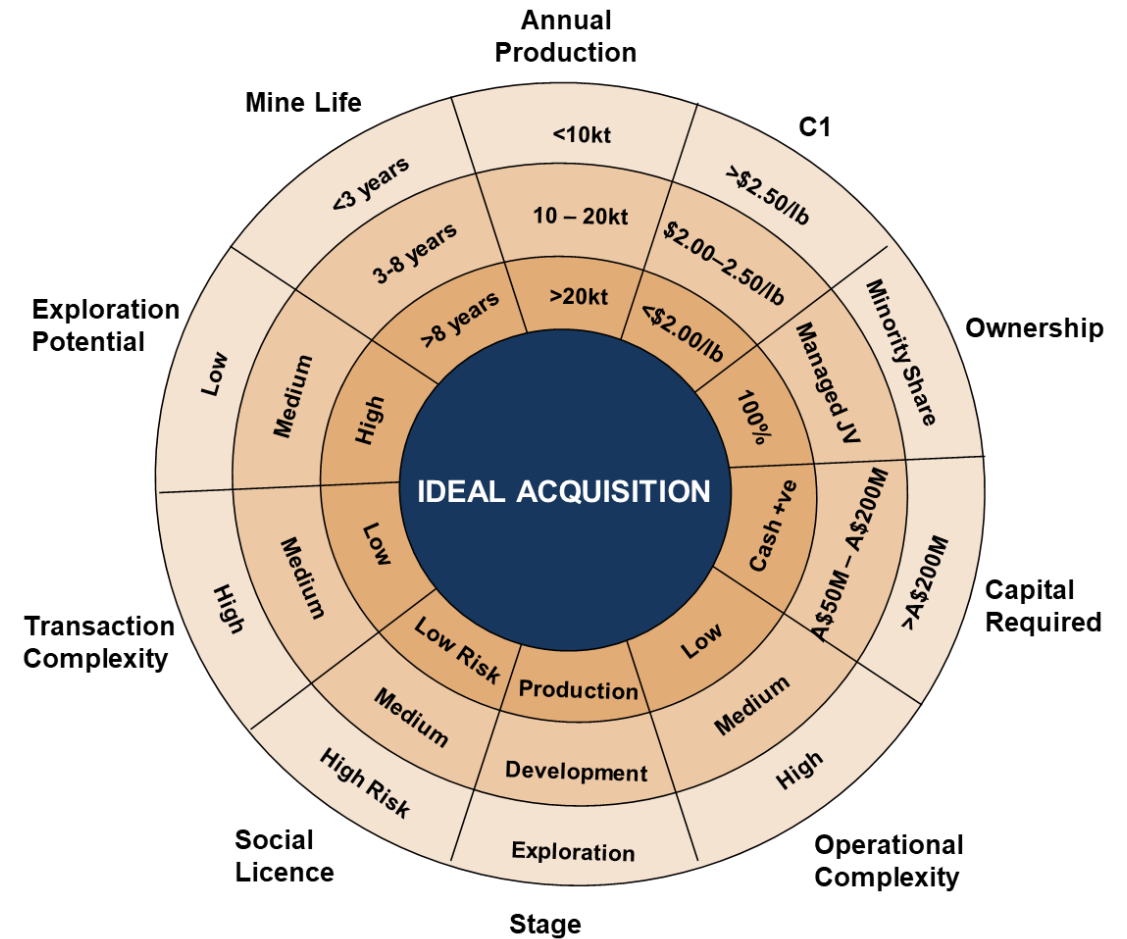 Annual
Production
<10kt
10 – 20kt
>20kt
C1
>$2.50/lb
$2.00–2.50/lb
<$2.00/lb
Ownership
Minority Share
Managed JV
100%
Capital
Required
>A$200M
A$50M – A$200M
Cash +ve
Operational
Complexity
High
Medium
Low
Stage
Exploration
Development
Production
Social
Licence
High Risk
Medium
Low Risk
Transaction
Complexity
High
Medium
Low
Exploration
Potential
Low
Medium
High
Mine Life
<3 years
3-8 years
>8 years
IDEAL ACQUISITION